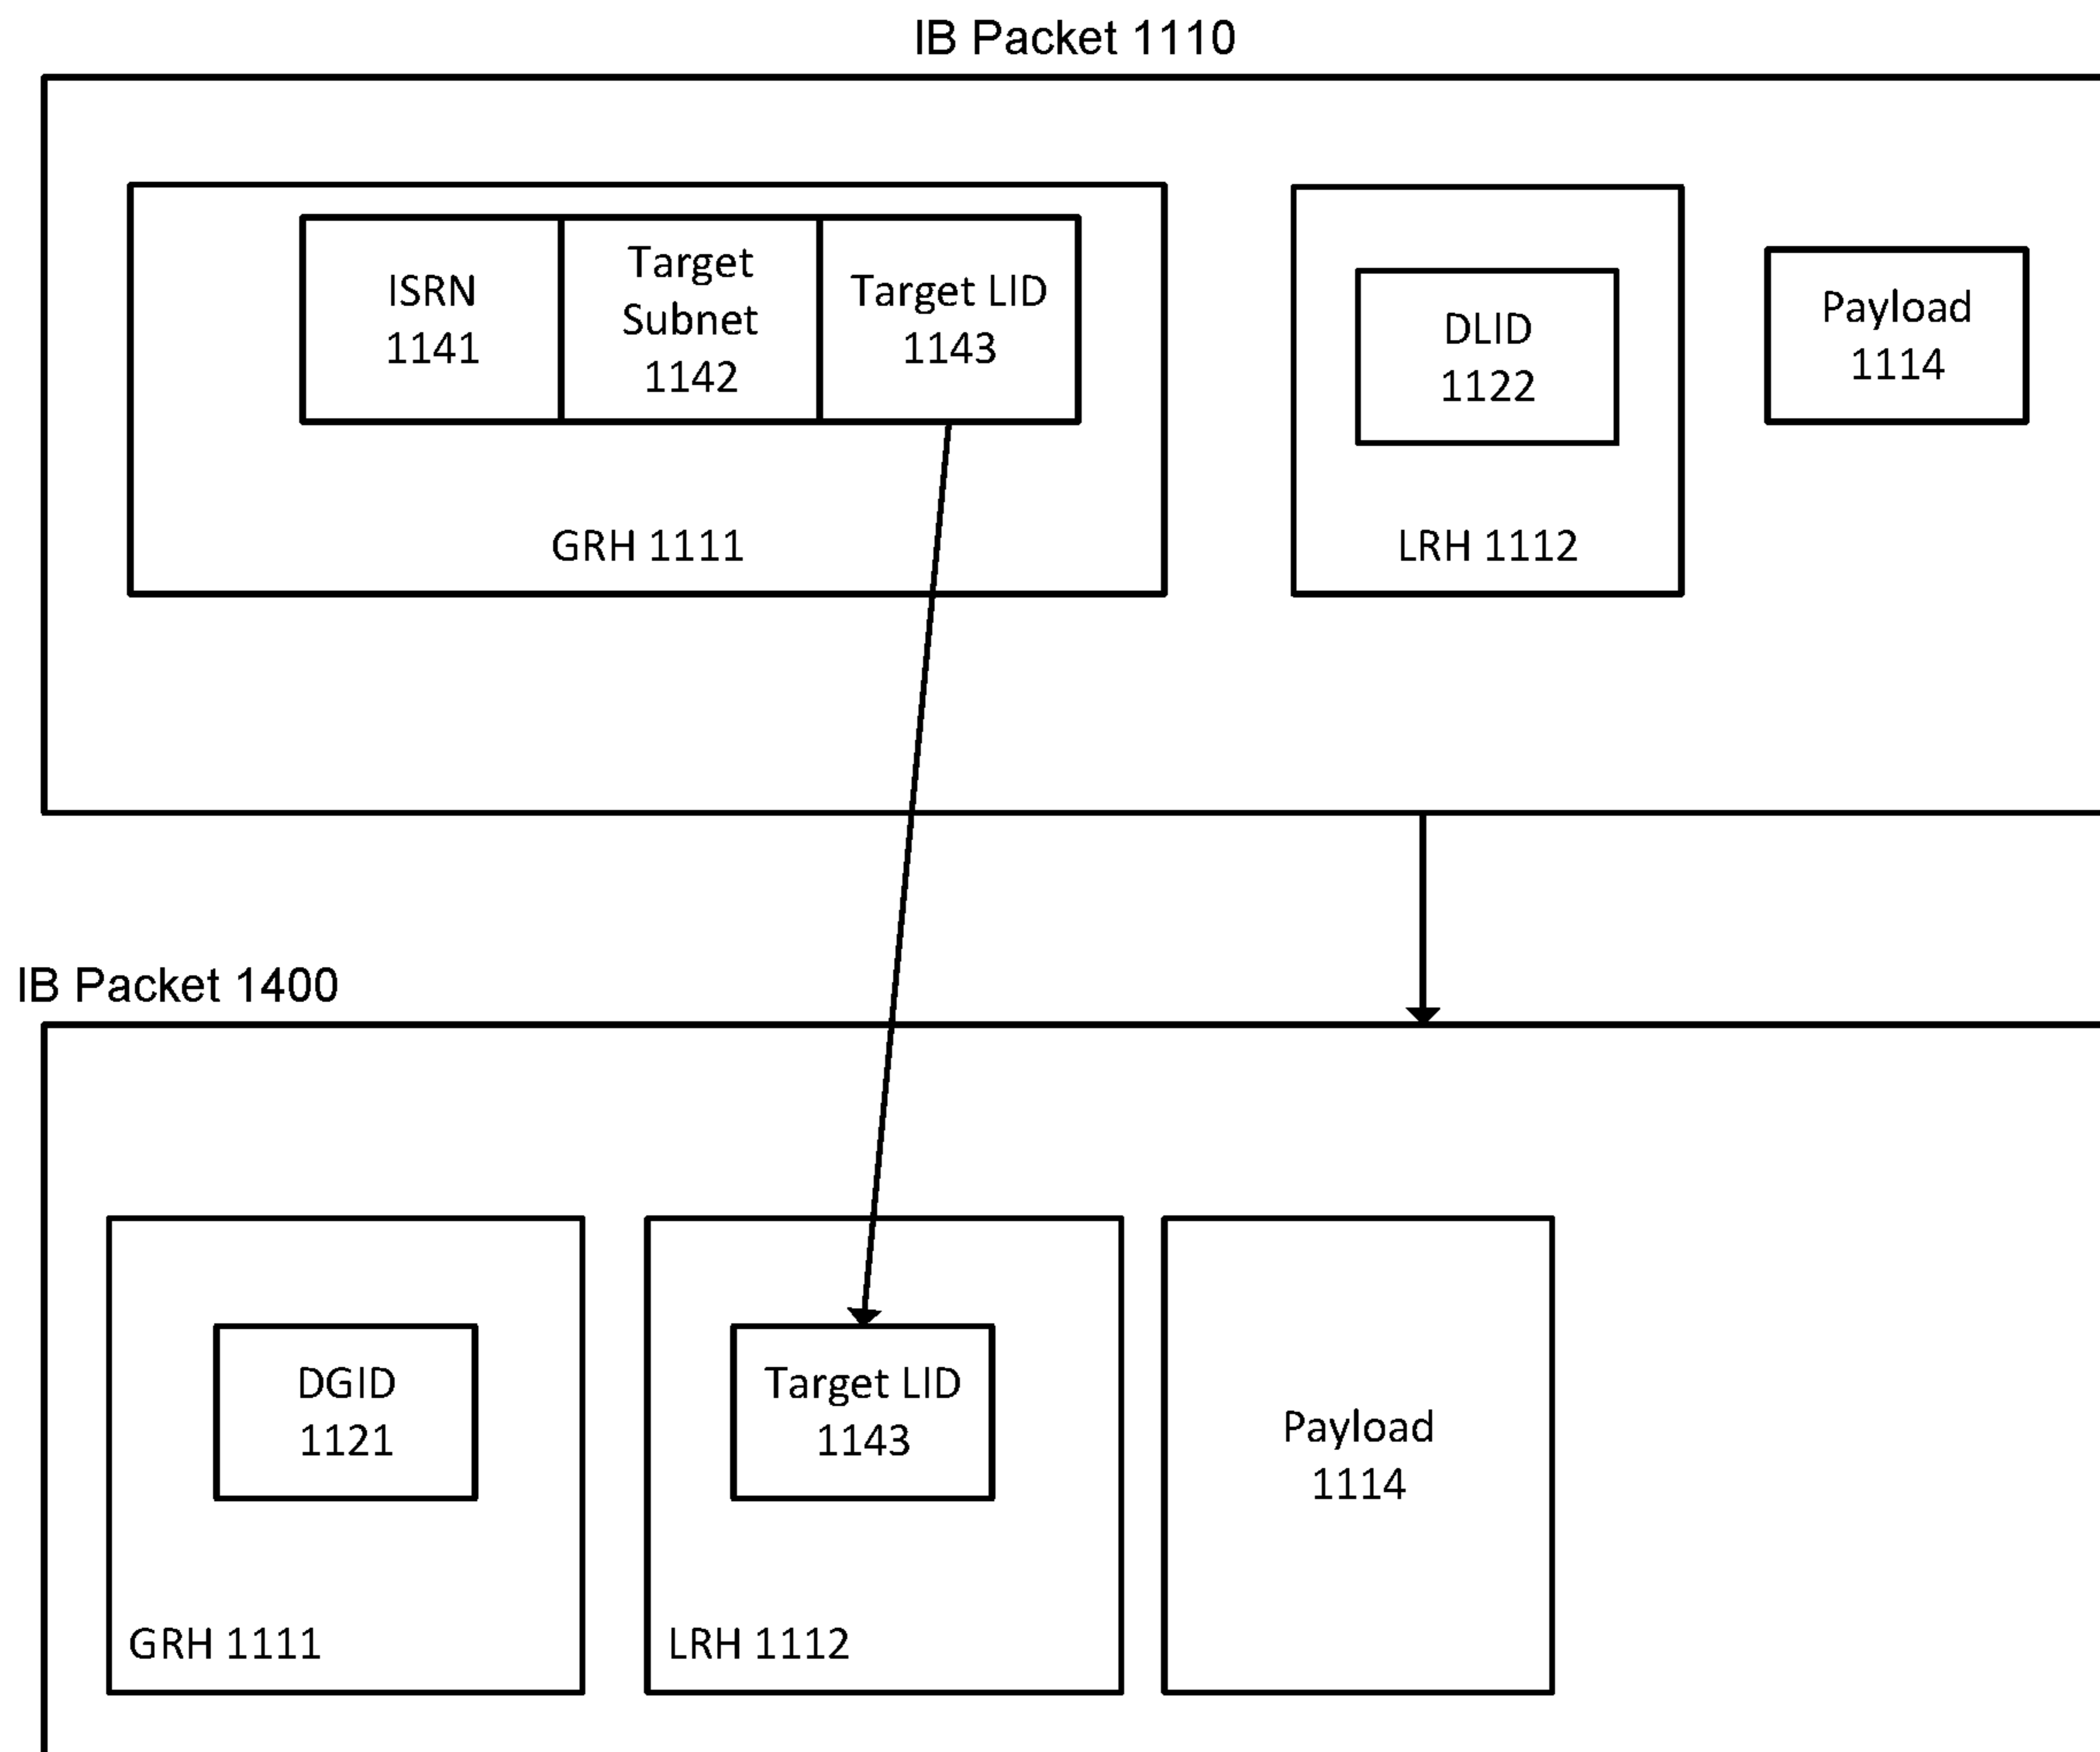 IB Packet 1110
ISRN
1141
Target
Subnet
1142
Target LID
1143
DLID
1122
Payload
1114
GRH 1111
LRH 1112
IB Packet 1400
DGID
1121
Target LID
1143
Payload
1114
GRH 1111
LRH 1112